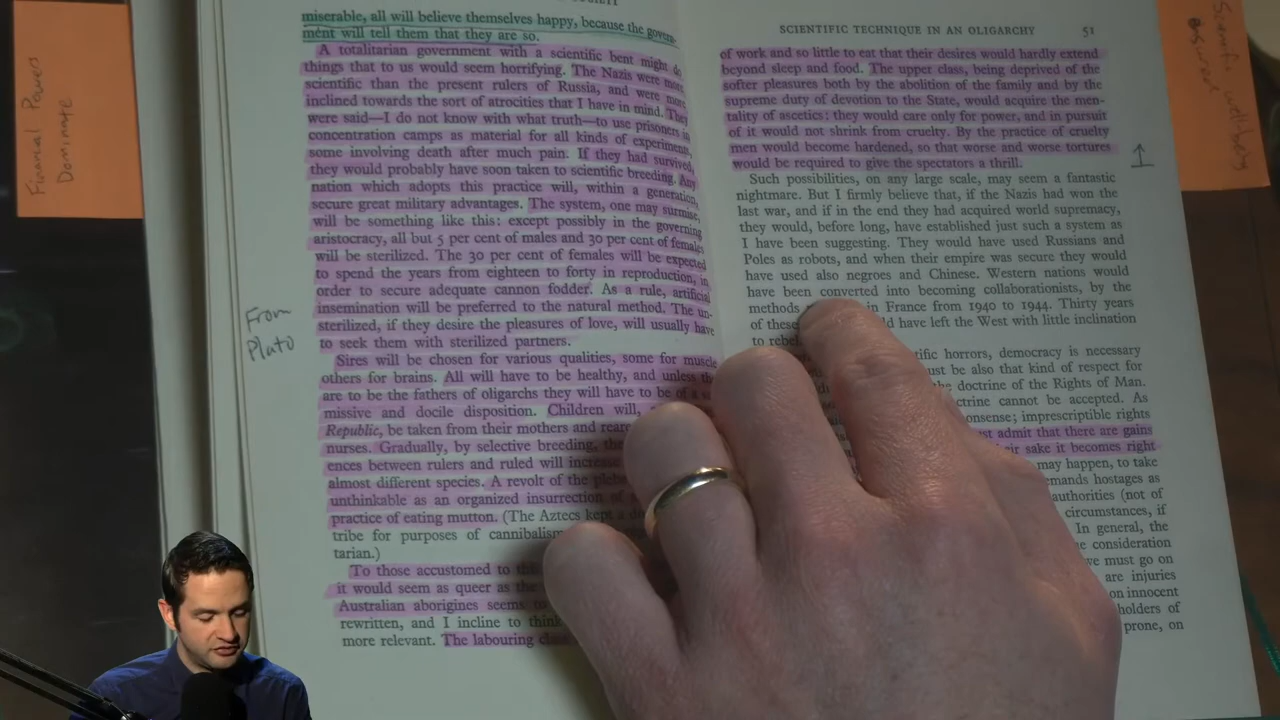 miserable, all will believe themselves happy, because the govern-
ment will tell them that they are so.
A totalitarian government with a scientific bent might do
things that to us would seem horrifying. The Nazis were more
scientific than the present rulers of Russia, and were more
inclined towards the sort of atrocities that I have in mind. They
were said—I do not know with what truth—to use prisoners in
concentration camps as material for all kinds of experiments,
some involving death after much pain. If they had survived,
they would probably have soon taken to scientific breeding. Any
nation which adopts this practice will, within a generation,
secure great military advantages. The system, one may surmise,
will be something like this: except possibly in the governing
aristocracy, all but 5 per cent of males and 30 per cent of females
will be sterilized. The 30 per cent of females will be expected
to spend the years from eighteen to forty in reproduction, in
order to secure adequate cannon fodder. As a rule, artificial
insemination will be preferred to the natural method. The un-
sterilized, if they desire the pleasures of love, will usually have
to seek them with sterilized partners.
Sires will be chosen for various qualities, some for muscle
others for brains. All will have to be healthy, and unless
are to be the fathers of oligarchs they will have to be of a
missive and docile disposition. Children will,
Republic, be taken from their mothers and
nurses. Gradually, by selective breeding, the
ences between rulers and ruled will increase
almost different species. A revolt of the
unthinkable as an organized insurrection of
practice of eating mutton. (The Aztecs kept a
tribe for purposes of cannibalism
tarian.)
To those accustomed to
it would seem as queer as the
Australian aborigines seems to
rewritten, and I incline to think
more relevant. The labouring
From
Plato
Financial Powers
Dominate
SCIENTIFIC TECHNIQUE IN AN OLIGARCHY 51
of work and so little to eat that their desires would hardly extend
beyond sleep and food. The upper class, being deprived of the
softer pleasures both by the abolition of the family and by the
supreme duty of devotion to the State, would acquire the men-
tality of ascetics: they would care only for power, and in pursuit
of it would not shrink from cruelty. By the practice of cruelty
men would become hardened, so that worse and worse tortures
would be required to give the spectators a thrill.
Such possibilities, on any large scale, may seem a fantastic
nightmare. But I firmly believe that, if the Nazis had won the
last war, and if in the end they had acquired world supremacy,
they would, before long, have established just such a system as
I have been suggesting. They would have used Russians and
Poles as robots, and when their empire was secure they would
have used also negroes and Chinese. Western nations would
have been converted into becoming collaborationists, by the
methods in France from 1940 to 1944. Thirty years
of these have left the West with little inclination
to rebel.
horrors, democracy is necessary
be also that kind of respect for
doctrine of the Rights of Man.
cannot be accepted. As
imprescriptible rights
admit that there are gains
sake it becomes right
may happen, to take
hostages as
authorities (not of
circumstances, if
In general, the
consideration
we must go on
are injuries
on innocent
holders of
prone, on
Scientific